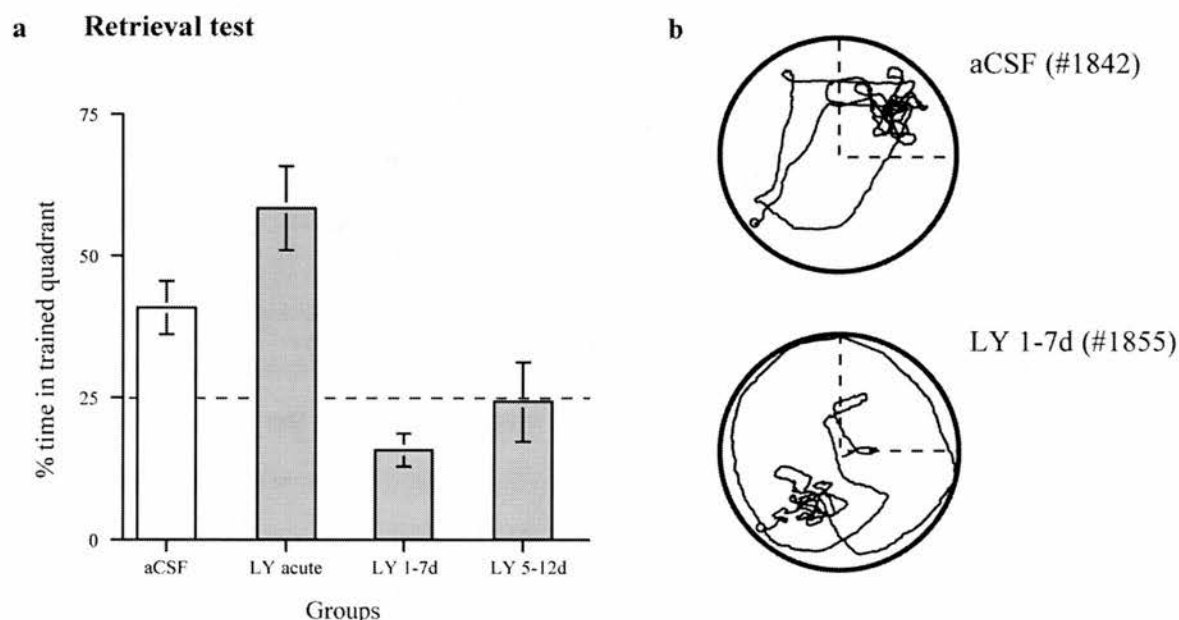 a Retrieval test
% time in trained quadrant
75
50
25
0
aCSF LY acute LY 1-7d LY 5-12d
Groups
b
aCSF (#1842)
LY 1-7d (#1855)